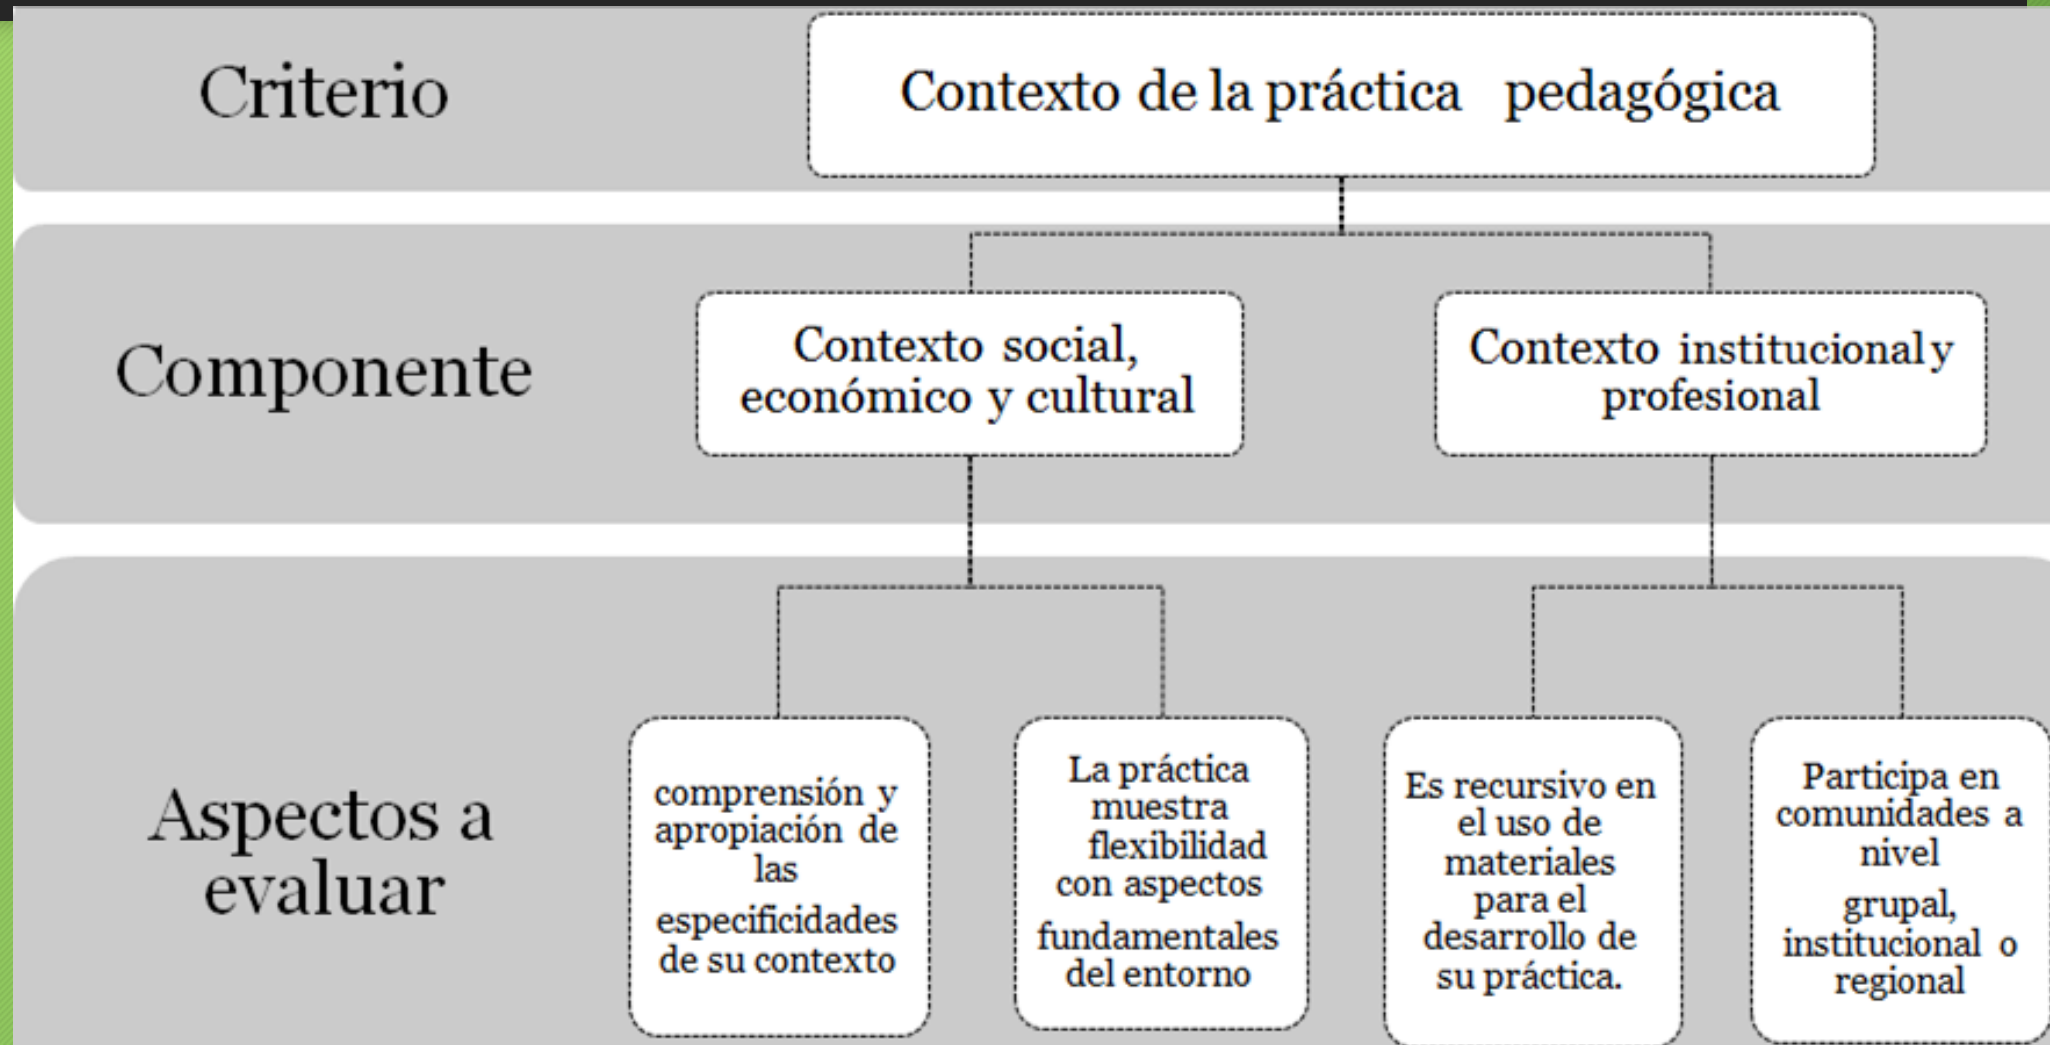 Criterio
Contexto de la práctica pedagógica
Componente
Contexto social,
económico y cultural
Contexto institucional y
profesional
Aspectos a
evaluar
comprensión y
apropiación de
las
especificidades
de su contexto
La práctica
muestra
flexibilidad
con aspectos
fundamentales
del entorno
Es recursivo en
el uso de
materiales
para el
desarrollo de
su práctica.
Participa en
comunidades a
nivel
grupal,
institucional o
regional